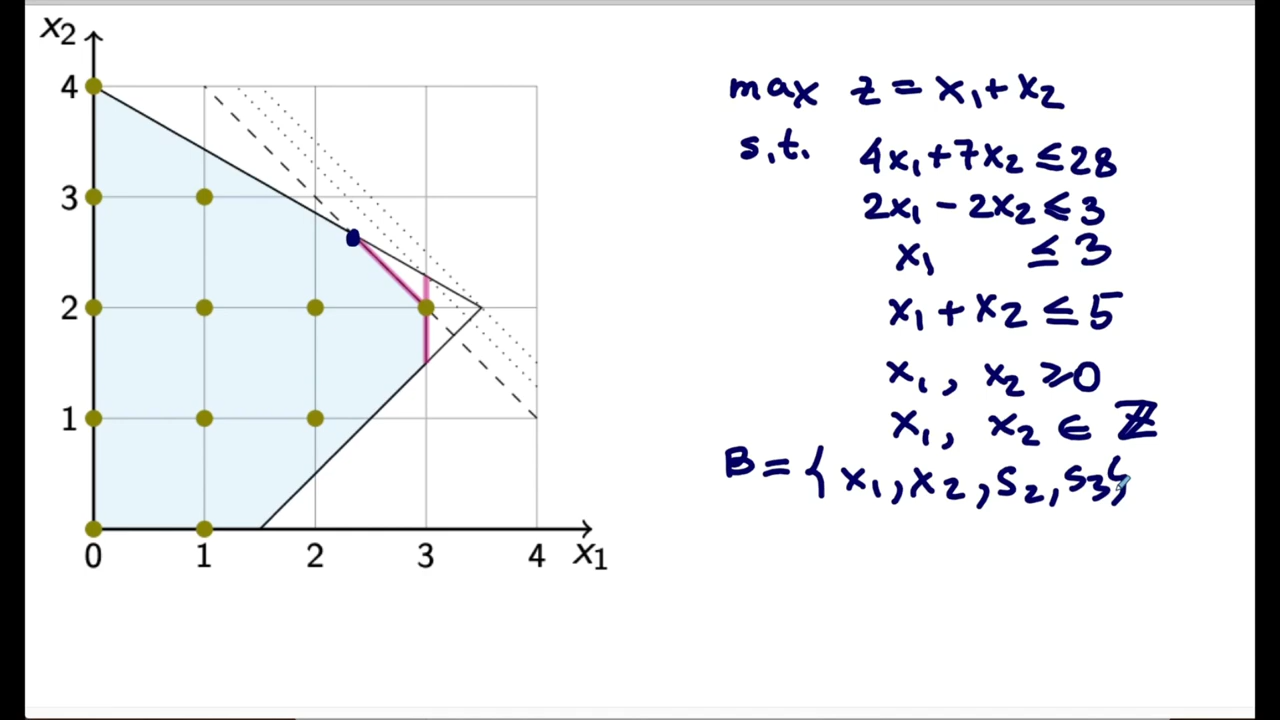 x2
4
3
2
1
0 1 2 3 4 x1
max z = x1 + x2
s.t. 4x1 + 7x2 ≤ 28
2x1 - 2x2 ≤ 3
x1 ≤ 3
x1 + x2 ≤ 5
x1, x2 ≥ 0
x1, x2 ∈ ℤ
B = { x1, x2, s2, s3 }